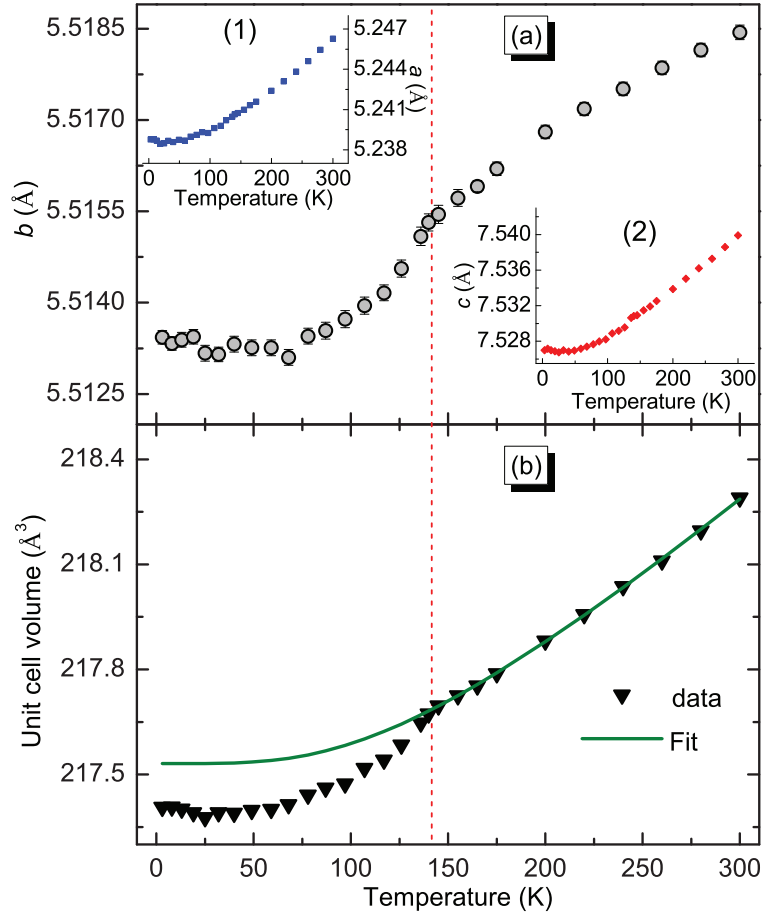 5.5185
5.5170
5.5155
5.5140
5.5125
b (Å)
(1)
5.247
5.244
5.241
5.238
a (Å)
0 100 200 300
Temperature (K)
(a)
(2)
7.540
7.536
7.532
7.528
c (Å)
0 50 100 150 200 250 300
Temperature (K)
(b)
218.4
218.1
217.8
217.5
Unit cell volume (Å³)
data
Fit
0 50 100 150 200 250 300
Temperature (K)